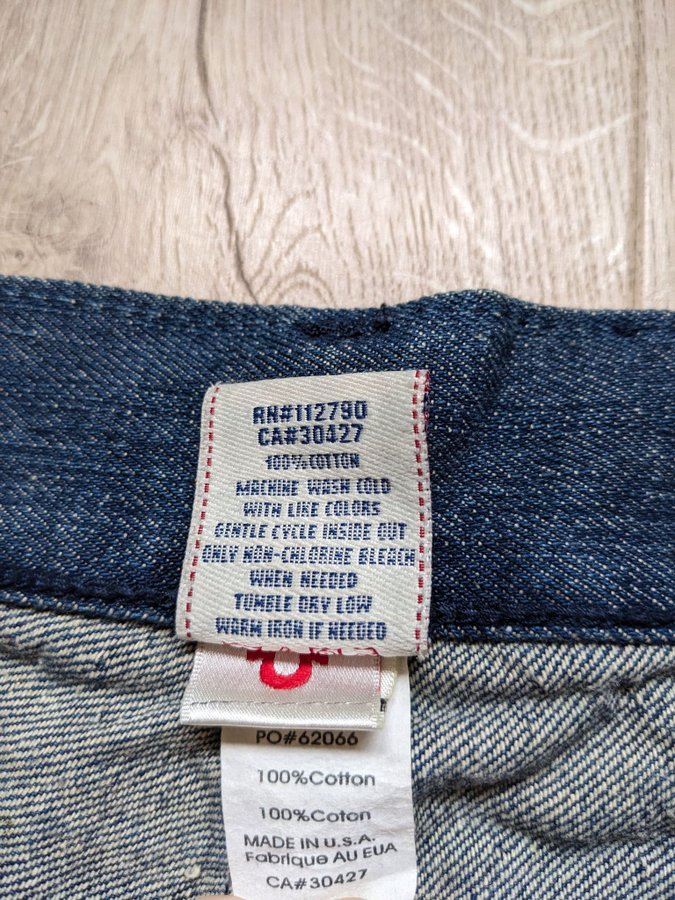 RN#112790
CA#30427
100%COTTON
MACHINE WASH COLD
WITH LIKE COLORS
GENTLE CYCLE INSIDE OUT
ONLY NON-CHLORINE BLEACH
WHEN NEEDED
TUMBLE DRY LOW
WARM IRON IF NEEDED
PO#62066
100%Cotton
100%Coton
MADE IN U.S.A.
Fabrique AU EUA
CA#30427